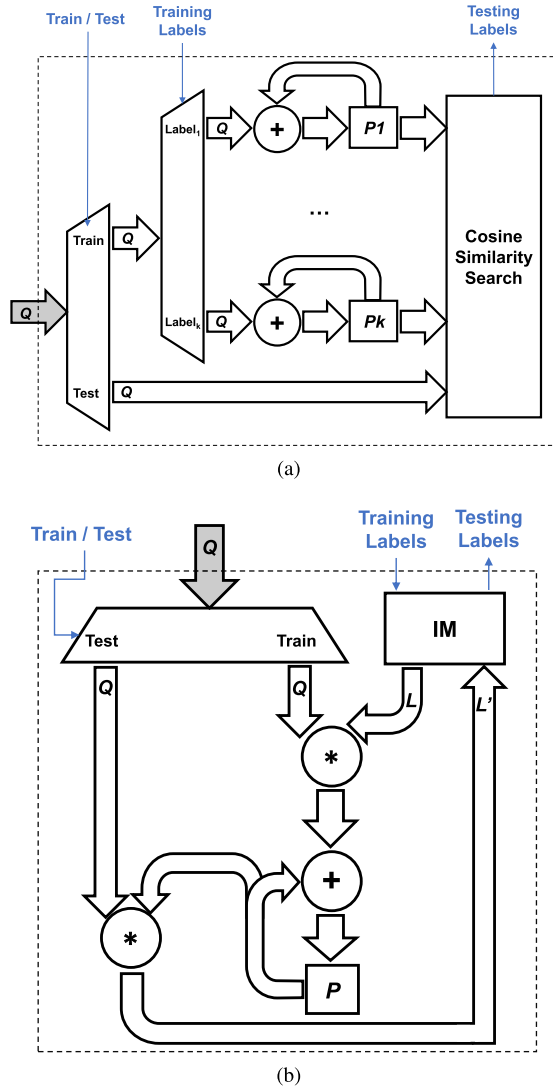 Train / Test
Training
Labels
Testing
Labels
Label1
Q
+
P1
Train
Q
...
Cosine
Similarity
Search
Q
Labelk
Q
+
Pk
Test
Q
(a)
Train / Test
Q
Training
Labels
Testing
Labels
Test
Train
IM
Q
Q
L
L'
*
+
*
P
(b)